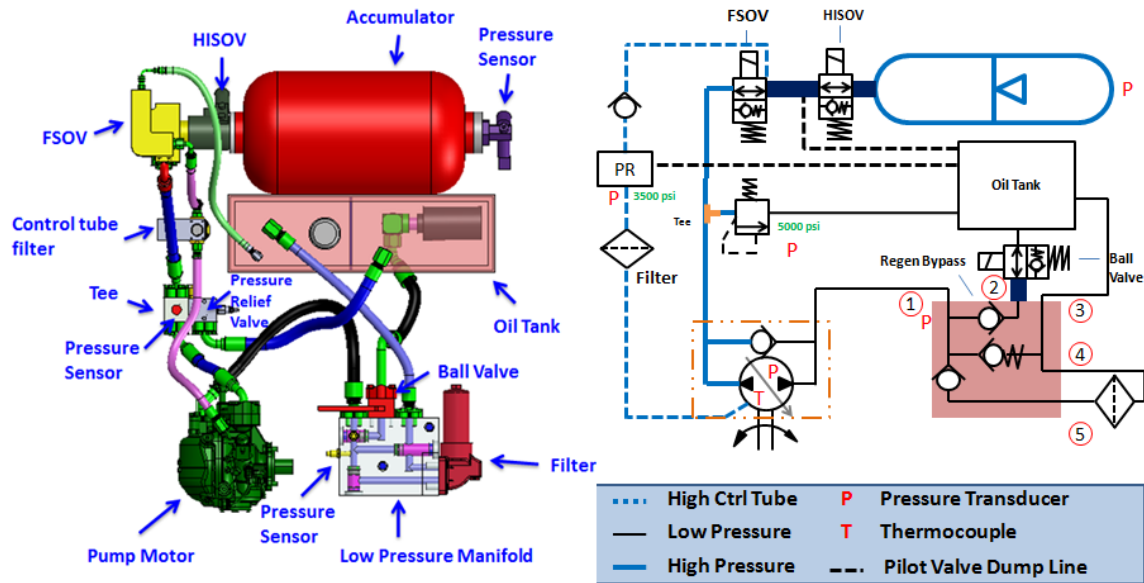 Accumulator
HISOV
Pressure
Sensor
FSOV
Control tube
filter
Tee
Pressure
Relief
Valve
Pressure
Sensor
Oil Tank
Ball Valve
Filter
Pressure
Sensor
Pump Motor
Low Pressure Manifold
FSOV
HISOV
P
PR
P
3500 psi
Oil Tank
Tee
5000 psi
P
Filter
Regen Bypass
Ball
Valve
1
2
3
P
4
P
T
5
High Ctrl Tube
P
Pressure Transducer
Low Pressure
T
Thermocouple
High Pressure
Pilot Valve Dump Line